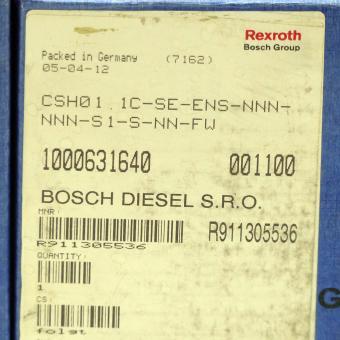 Rexroth
Bosch Group
Packed in Germany (7162)
05-04-12
CSH01.1C-SE-ENS-NNN-
NNN-S1-S-NN-FW
1000631640 001100
BOSCH DIESEL S.R.O.
MNR:
R911305536 R911305536
QUANTITY:
1
CS:
folgt
G